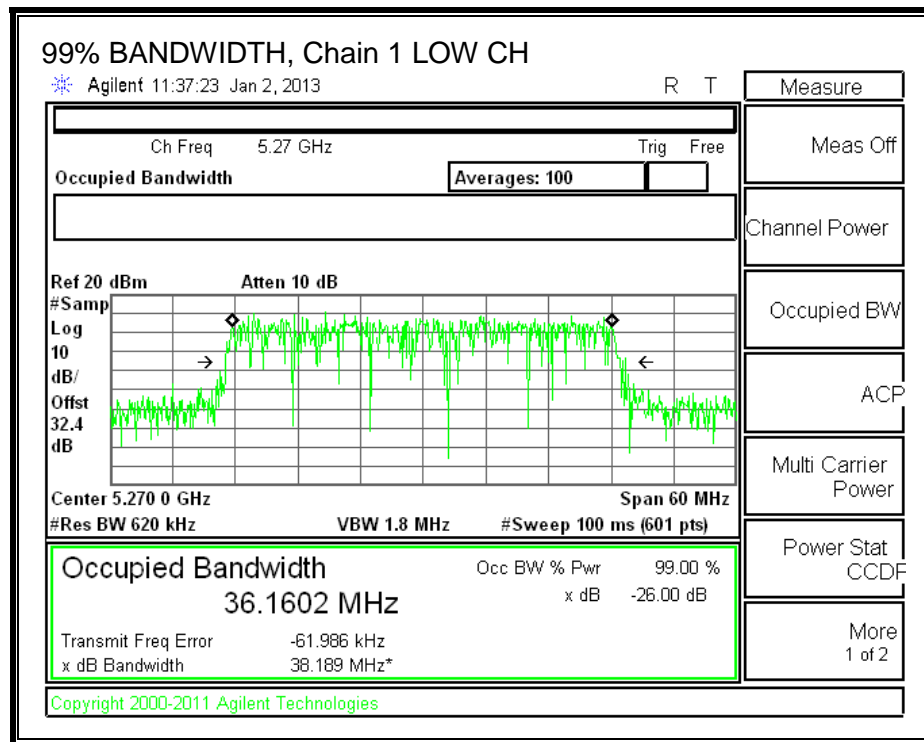 99% BANDWIDTH, Chain 1 LOW CH
Agilent 11:37:23 Jan 2, 2013 R T
Measure
Ch Freq 5.27 GHz Trig Free
Occupied Bandwidth Averages: 100
Meas Off
Channel Power
Occupied BW
ACP
Multi Carrier
Power
Power Stat
CCDF
More
1 of 2
Ref 20 dBm Atten 10 dB
#Samp
Log
10
dB/
Offst
32.4
dB
Center 5.270 0 GHz Span 60 MHz
#Res BW 620 kHz VBW 1.8 MHz #Sweep 100 ms (601 pts)
Occupied Bandwidth Occ BW % Pwr 99.00 %
36.1602 MHz x dB -26.00 dB
Transmit Freq Error -61.986 kHz
x dB Bandwidth 38.189 MHz*
Copyright 2000-2011 Agilent Technologies